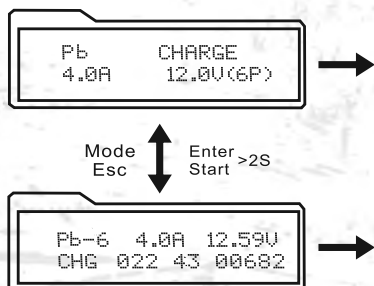 Pb CHARGE
4.0A 12.0V(6P)
Mode Enter
Esc Start >2S
Pb-6 4.0A 12.59V
CHG 022 43 00682